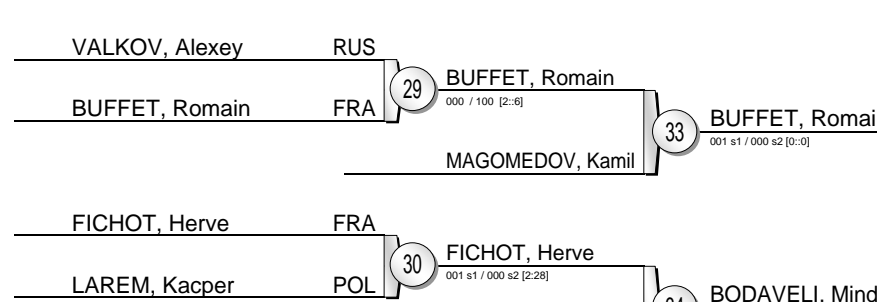 VALKOV, Alexey RUS
29
BUFFET, Romain
000 / 100 [2::6]
BUFFET, Romain FRA
33
BUFFET, Romai
001 s1 / 000 s2 [0::0]
MAGOMEDOV, Kamil
FICHOT, Herve FRA
30
FICHOT, Herve
001 s1 / 000 s2 [2:28]
LAREM, Kacper POL
BODAVELI, Mind